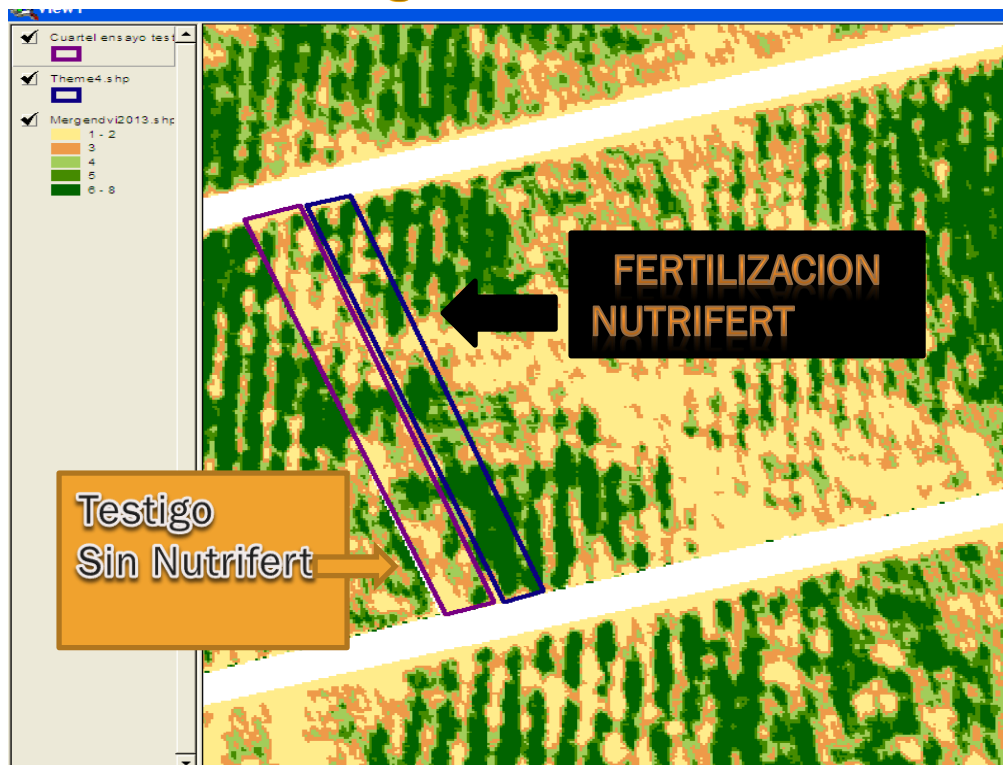 View1
Cuartel ensayo test
Theme4.shp
Mergendvi2013.shp
1 - 2
3
4
5
6 - 8
FERTILIZACION
NUTRIFERT
Testigo
Sin Nutrifert